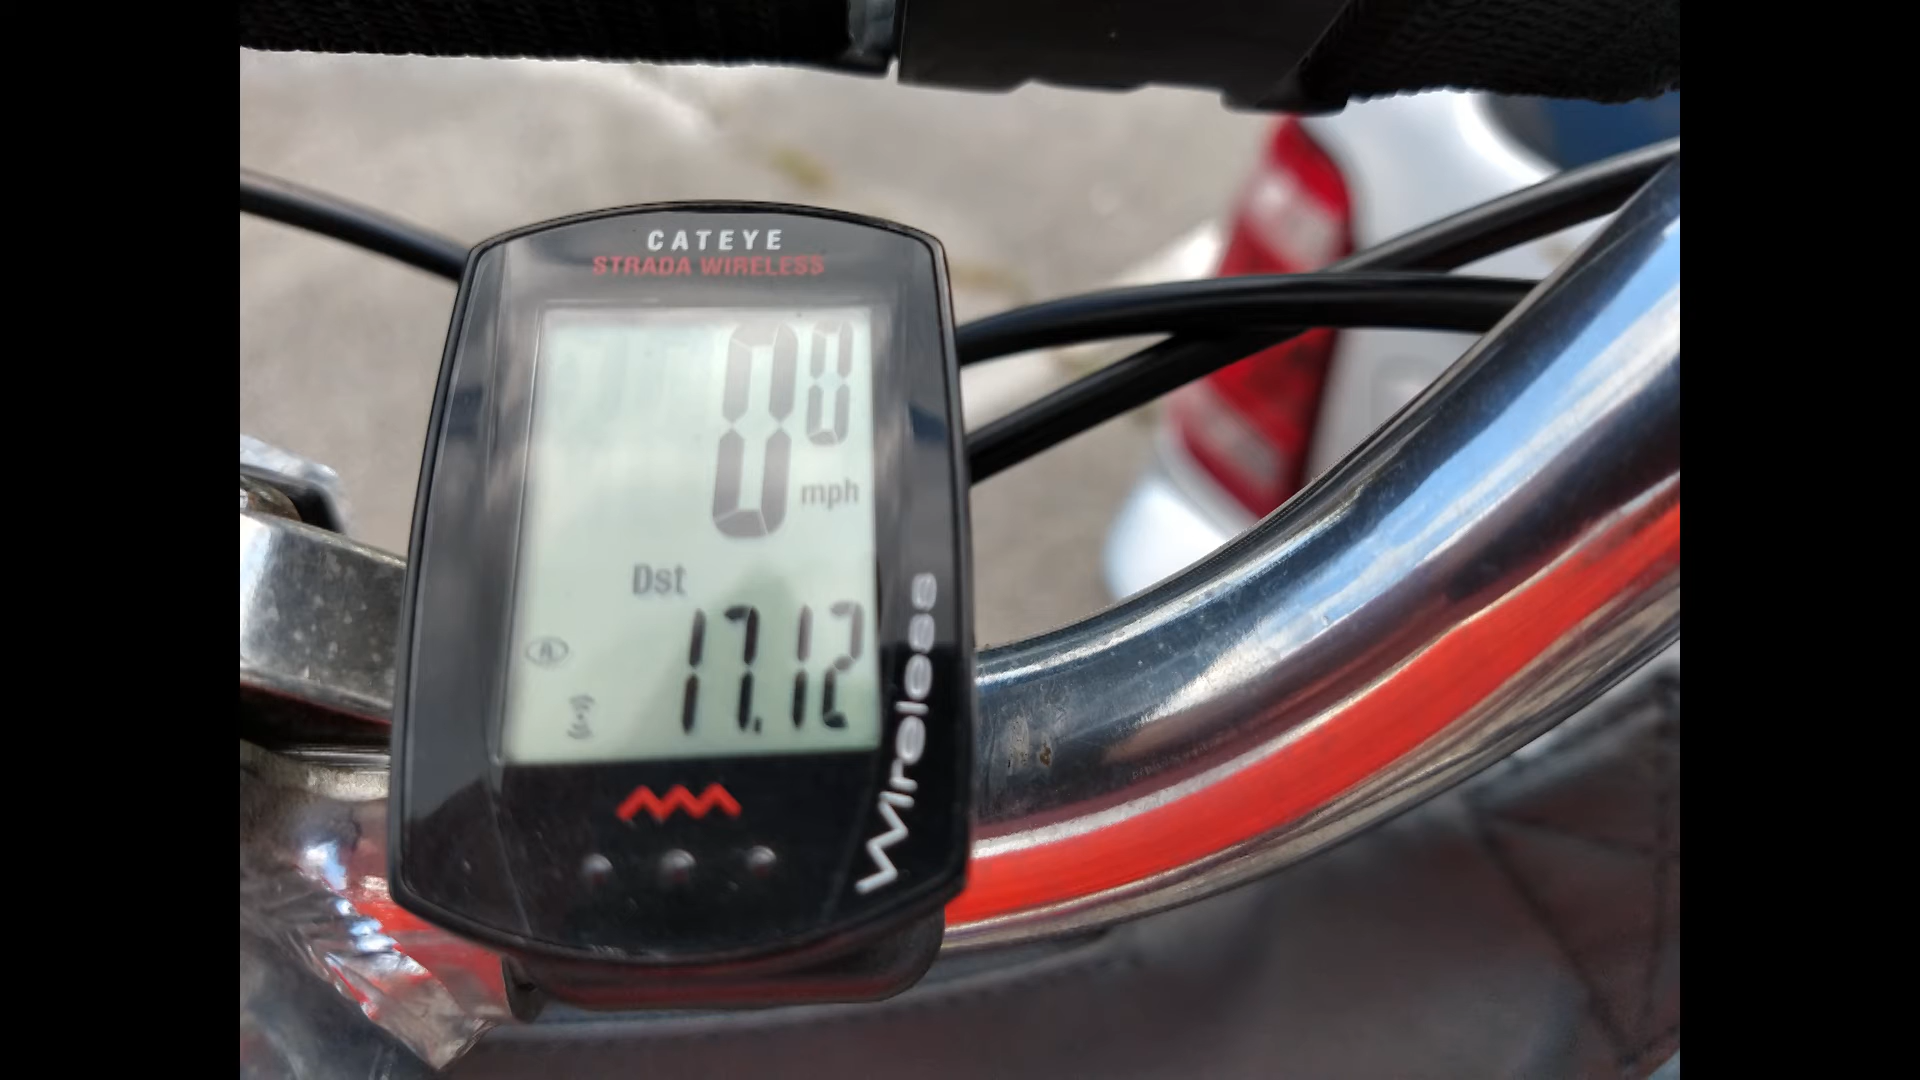 CATEYE
STRADA WIRELESS
0.0
mph
Dst
17.12
Wireless